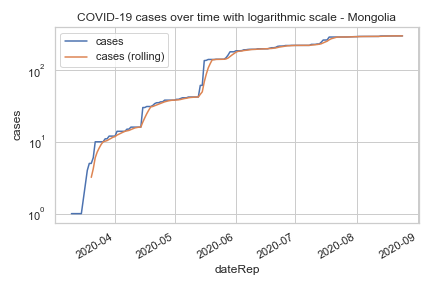 COVID-19 cases over time with logarithmic scale - Mongolia
cases
cases (rolling)
10²
10¹
10⁰
cases
2020-04
2020-05
2020-06
2020-07
2020-08
2020-09
dateRep